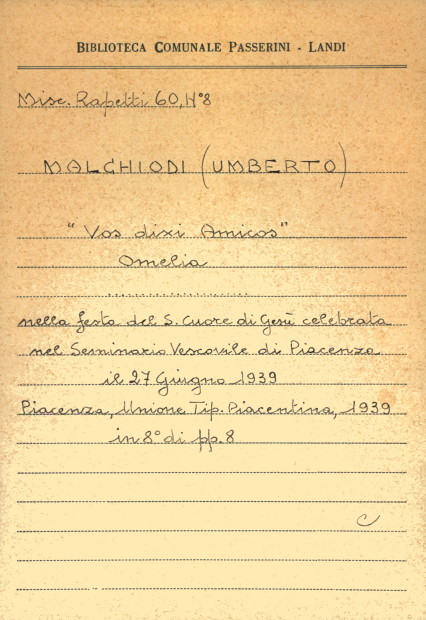 BIBLIOTECA COMUNALE PASSERINI - LANDI
Misc. Rapetti 60, N° 8
MALCHIODI (UMBERTO)
"Vos dixi Amicos"
Omelia
......................
nella festa del S. Cuore di Gesù celebrata
nel Seminario Vescovile di Piacenza
il 27 Giugno 1939
Piacenza, Unione Tip. Piacentina, 1939
in 8° di pp. 8
C